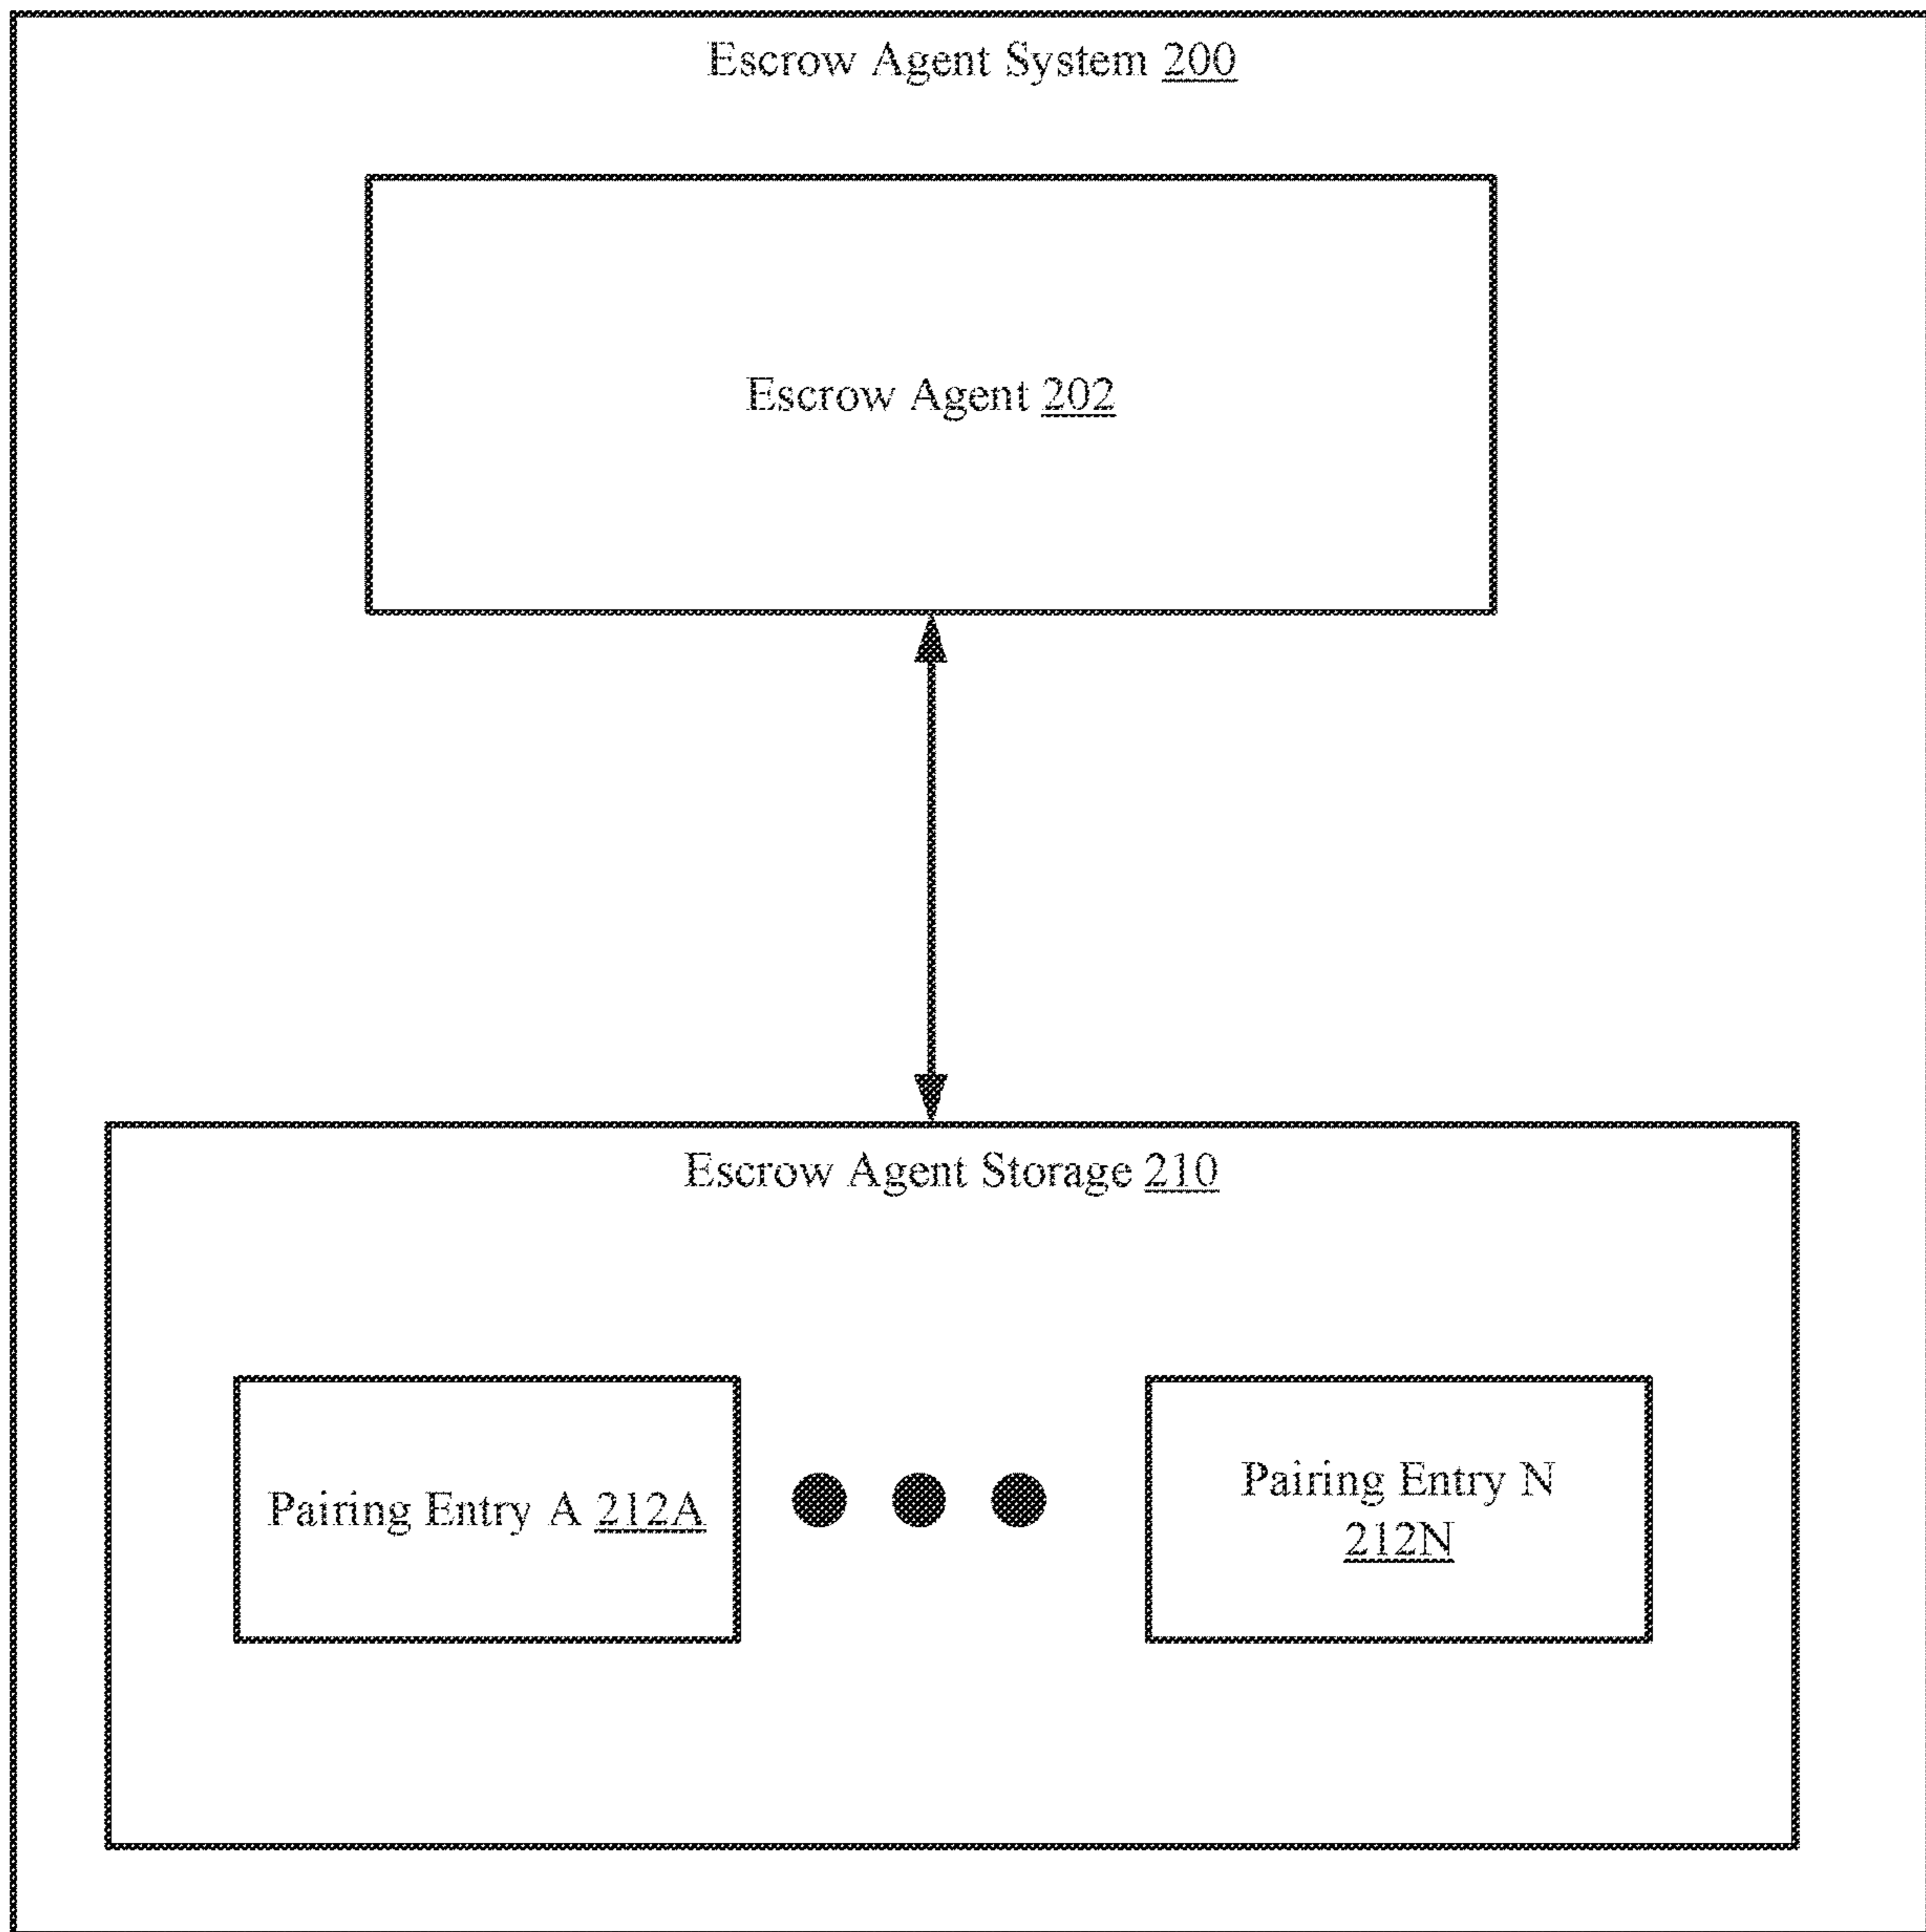 Escrow Agent System 200
Escrow Agent 202
Escrow Agent Storage 210
Pairing Entry A 212A
Pairing Entry N
212N